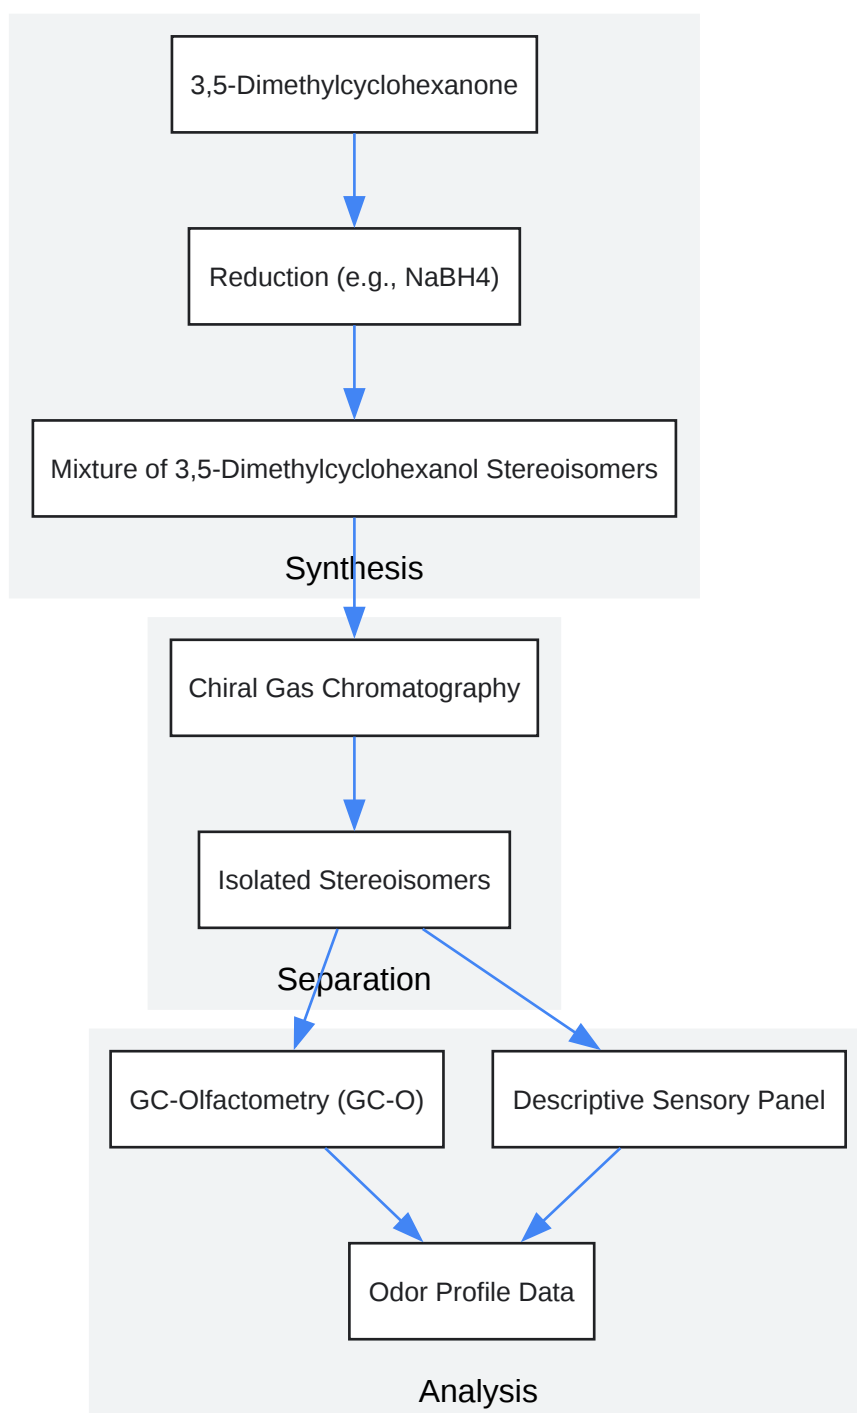 3,5-Dimethylcyclohexanone
Reduction (e.g., NaBH4)
Mixture of 3,5-Dimethylcyclohexanol Stereoisomers
Synthesis
Chiral Gas Chromatography
Isolated Stereoisomers
Separation
GC-Olfactometry (GC-O)
Descriptive Sensory Panel
Odor Profile Data
Analysis